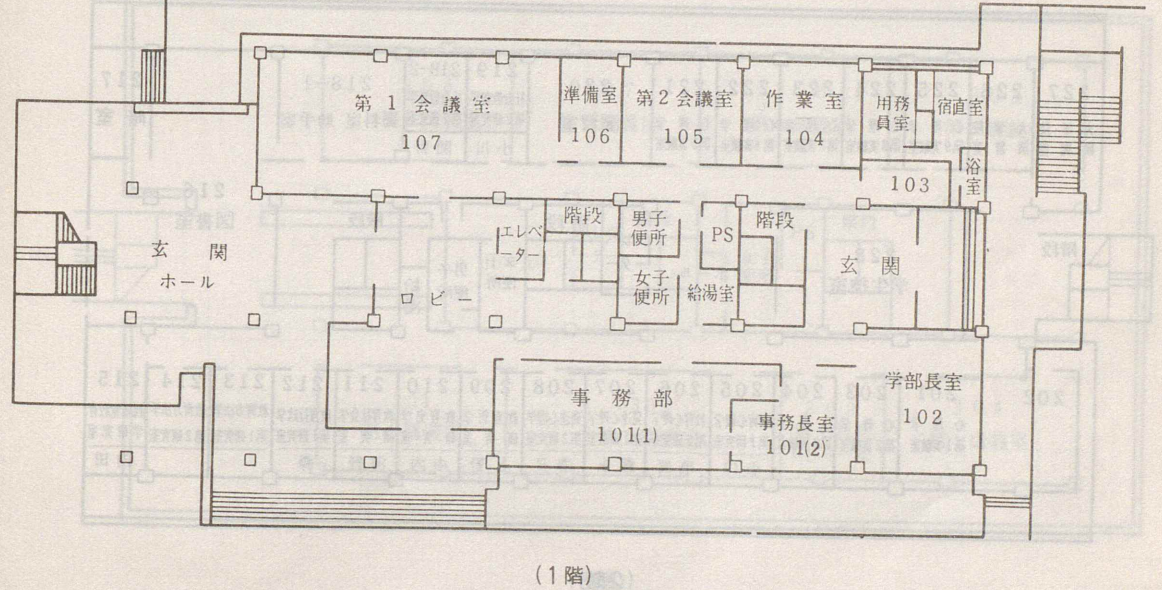 第1会議室
107
準備室
106
第2会議室
105
作業室
104
用務
員室
宿直室
浴
室
103
玄関
ホール
ロビー
エレベ
ーター
階段
男子
便所
女子
便所
PS
給湯室
階段
玄関
事務部
101(1)
事務長室
101(2)
学部長室
102
(1階)